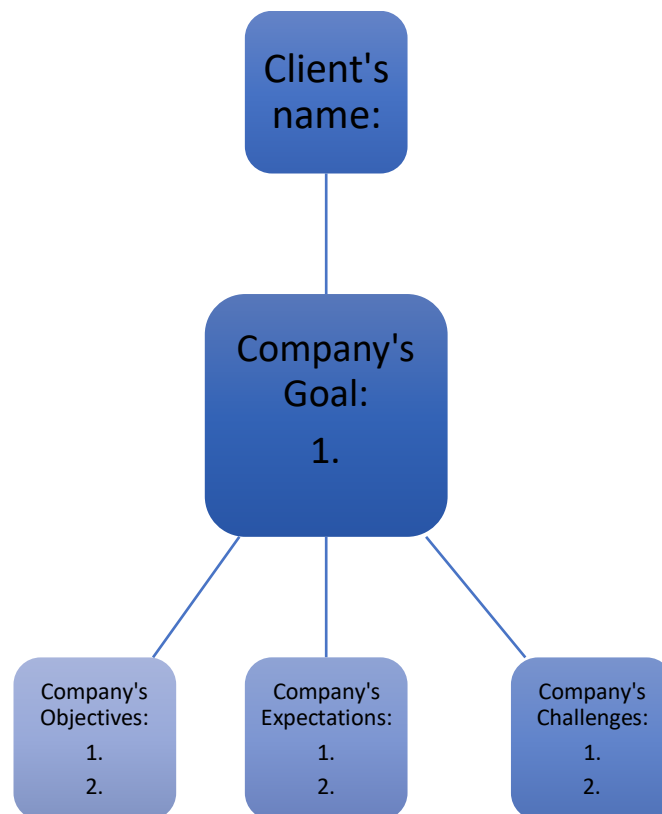 Client's
name:
Company's
Goal:
1.
Company's
Objectives:
1.
2.
Company's
Expectations:
1.
2.
Company's
Challenges:
1.
2.